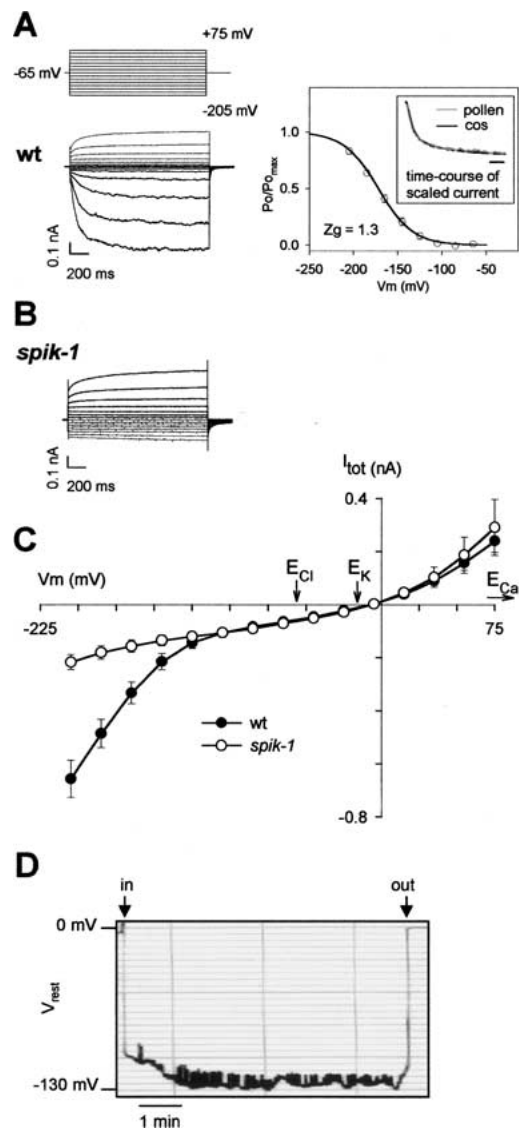 A
+75 mV
-65 mV
-205 mV
wt
0.1 nA
200 ms
Po/Pomax
1.0
0.5
0.0
pollen
cos
time-course of
scaled current
Zg = 1.3
-250 -200 -150 -100 -50
Vm (mV)
B
spik-1
0.1 nA
200 ms
Itot (nA)
0.4
C
Vm (mV)
ECl
EK
ECa
-225
75
wt
spik-1
-0.8
D
in
out
0 mV
Vrest
-130 mV
1 min